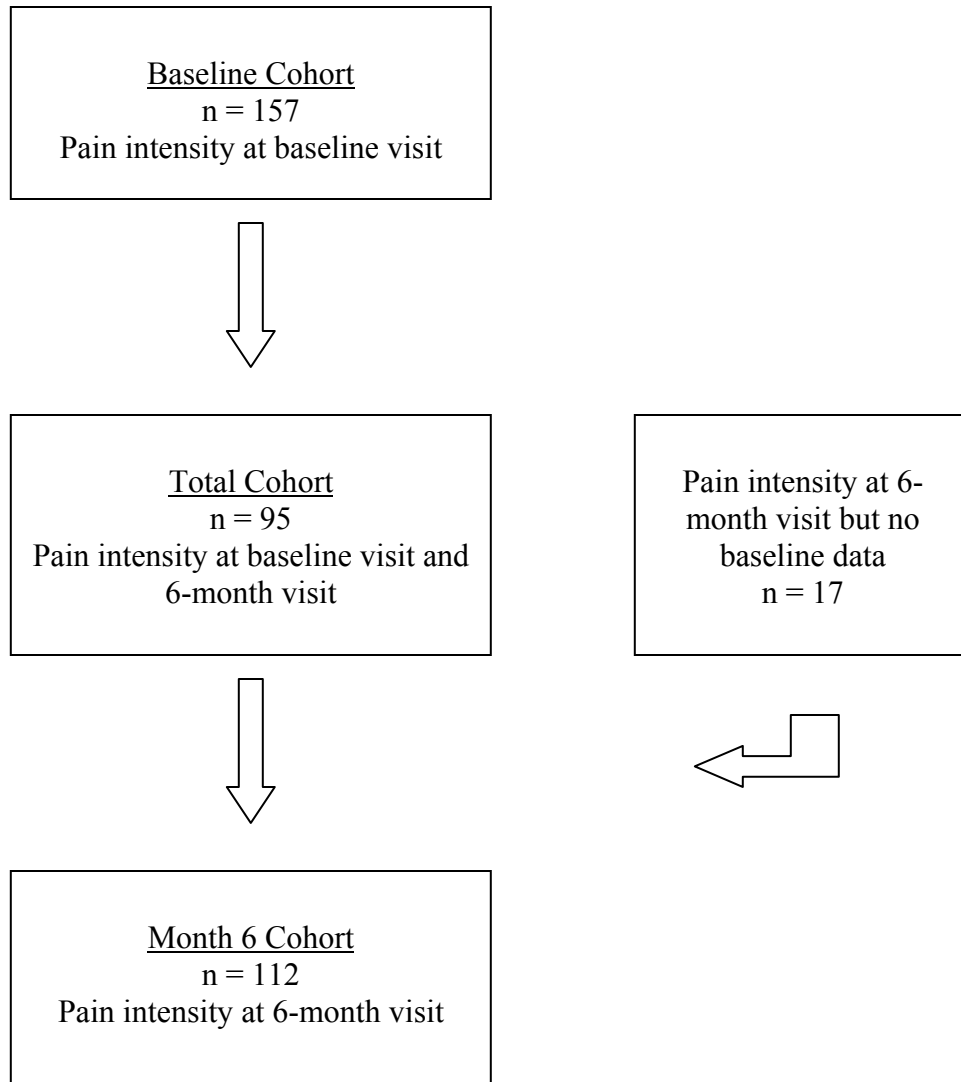 Baseline Cohort
n = 157
Pain intensity at baseline visit
Total Cohort
n = 95
Pain intensity at baseline visit and
6-month visit
Pain intensity at 6-
month visit but no
baseline data
n = 17
Month 6 Cohort
n = 112
Pain intensity at 6-month visit